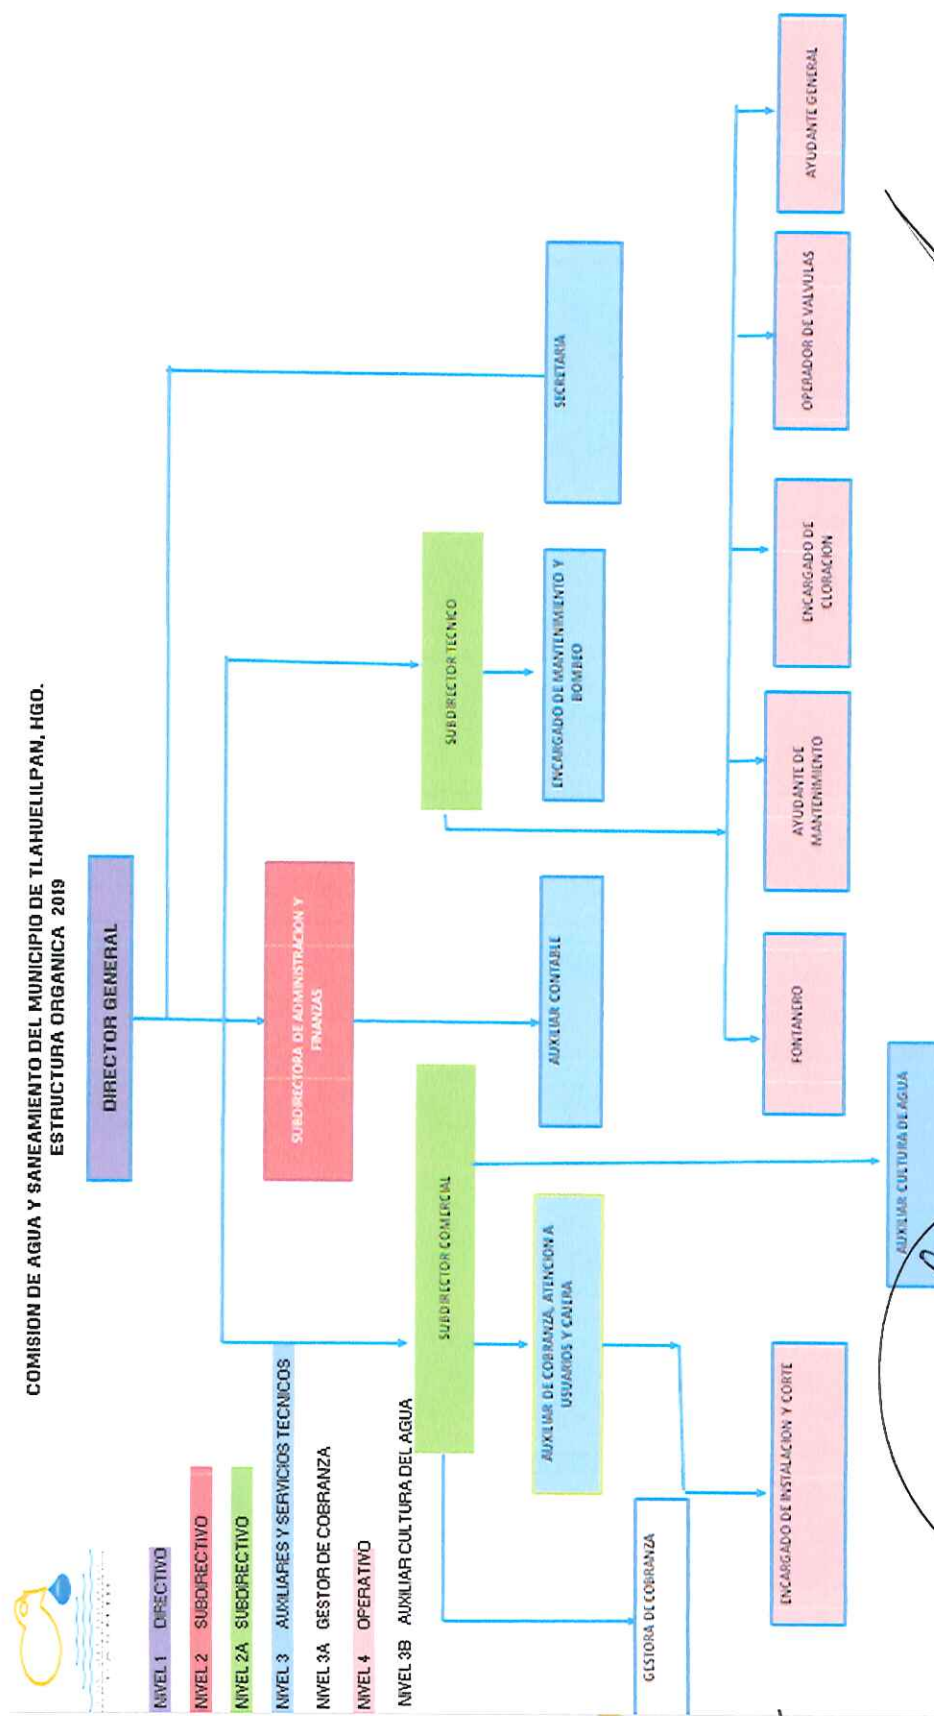 COMISION DE AGUA Y SANEAMIENTO DEL MUNICIPIO DE TLAHUELILPAN, HGO.
ESTRUCTURA ORGANICA 2019
NIVEL 1 DIRECTIVO
NIVEL 2 SUBDIRECTIVO
NIVEL 2A SUBDIRECTIVO
NIVEL 3 AUXILIARES Y SERVICIOS TECNICOS
NIVEL 3A GESTOR DE COBRANZA
NIVEL 4 OPERATIVO
NIVEL 3B AUXILIAR CULTURA DEL AGUA
DIRECTOR GENERAL
SUBDIRECTORA DE ADMINISTRACION Y
FINANZAS
SUBDIRECTOR COMERCIAL
SUBDIRECTOR TECNICO
AUXILIAR DE COBRANZA, ATENCION A
USUARIOS Y CAJERA
AUXILIAR CONTABLE
ENCARGADO DE MANTENIMIENTO Y
BOMBEO
SECRETARIA
GESTORA DE COBRANZA
ENCARGADO DE INSTALACION Y CORTE
FONTANERO
AYUDANTE DE
MANTENIMIENTO
ENCARGADO DE
CLORACION
OPERADOR DE VALVULAS
AYUDANTE GENERAL
AUXILIAR CULTURA DE AGUA